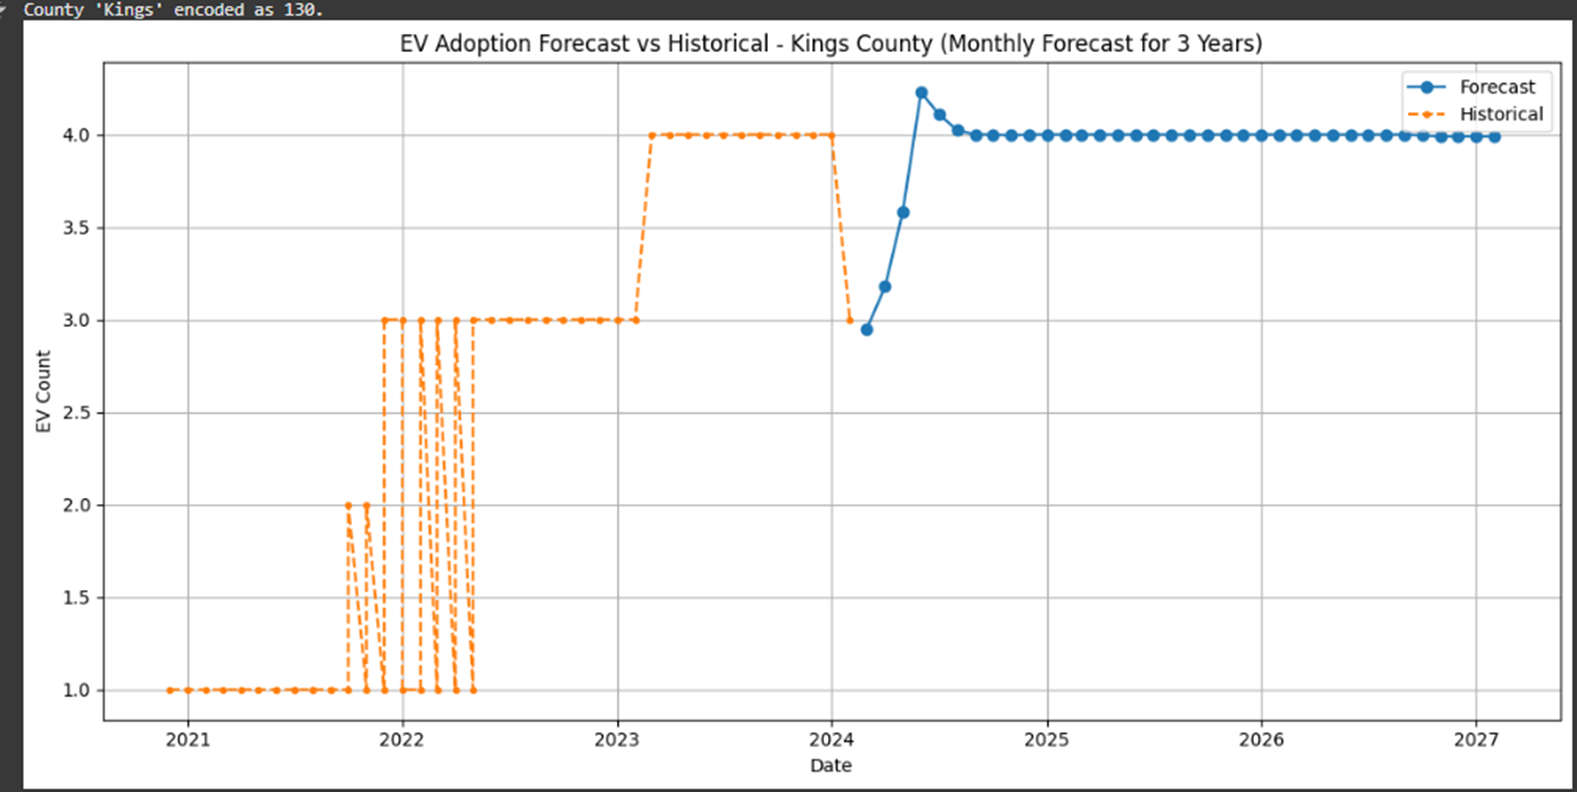 County 'Kings' encoded as 130.
EV Adoption Forecast vs Historical - Kings County (Monthly Forecast for 3 Years)
Forecast
Historical
4.0
3.5
3.0
2.5
2.0
1.5
1.0
EV Count
2021 2022 2023 2024 2025 2026 2027
Date